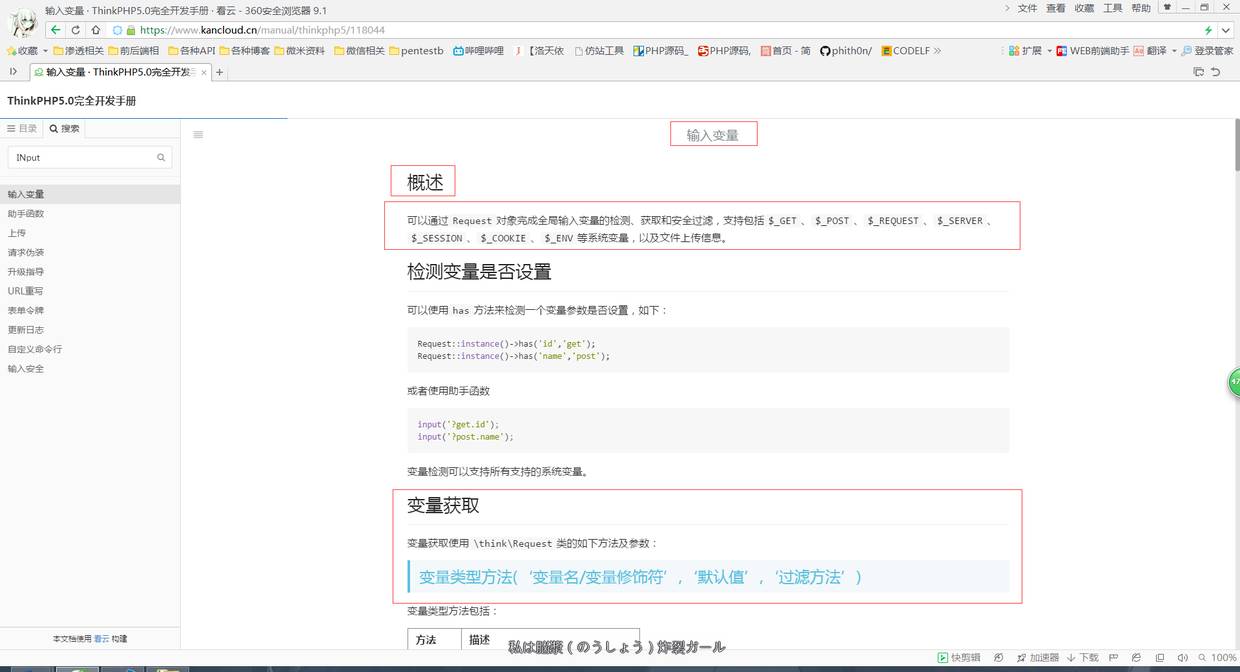 输入变量 · ThinkPHP5.0完全开发手册 · 看云 - 360安全浏览器 9.1
文件 查看 收藏 工具 帮助
https://www.kancloud.cn/manual/thinkphp5/118044
收藏 渗透相关 前后端相 各种API 各种博客 微米资料 微信相关 pentestb 哔哩哔哩 【浩天依 仿站工具 PHP源码_ PHP源码, 首页 - 简 phith0n/ CODELF » 扩展 WEB前端助手 翻译 登录管家
输入变量 · ThinkPHP5.0完全开发 × +
ThinkPHP5.0完全开发手册
目录 搜索
INput
输入变量
助手函数
上传
请求伪装
升级指导
URL重写
表单令牌
更新日志
自定义命令行
输入安全
本文档使用 看云 构建
输入变量
概述
可以通过 Request 对象完成全局输入变量的检测、获取和安全过滤，支持包括 $_GET 、 $_POST 、 $_REQUEST 、 $_SERVER 、
$_SESSION 、 $_COOKIE 、 $_ENV 等系统变量，以及文件上传信息。
检测变量是否设置
可以使用 has 方法来检测一个变量参数是否设置，如下：
Request::instance()->has('id','get');
Request::instance()->has('name','post');
或者使用助手函数
input('?get.id');
input('?post.name');
变量检测可以支持所有支持的系统变量。
变量获取
变量获取使用 \think\Request 类的如下方法及参数：
变量类型方法(‘变量名/变量修饰符’,‘默认值’,‘过滤方法’)
变量类型方法包括：
方法 描述
私は脳漿（のうしょう）炸裂ガール
47
快剪辑 加速器 下载 100%